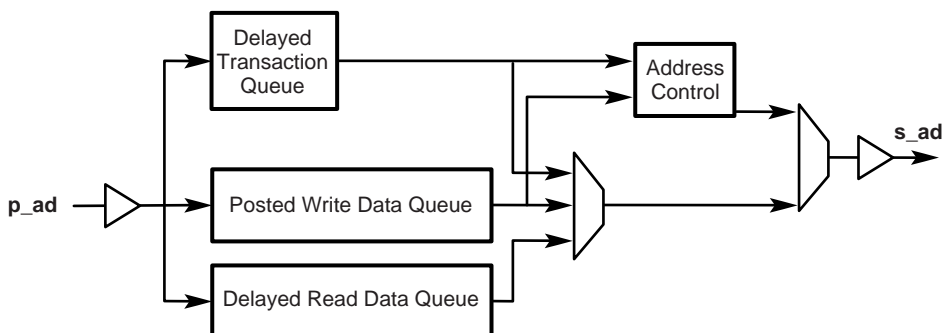 Delayed
Transaction
Queue
Address
Control
s_ad
p_ad
Posted Write Data Queue
Delayed Read Data Queue